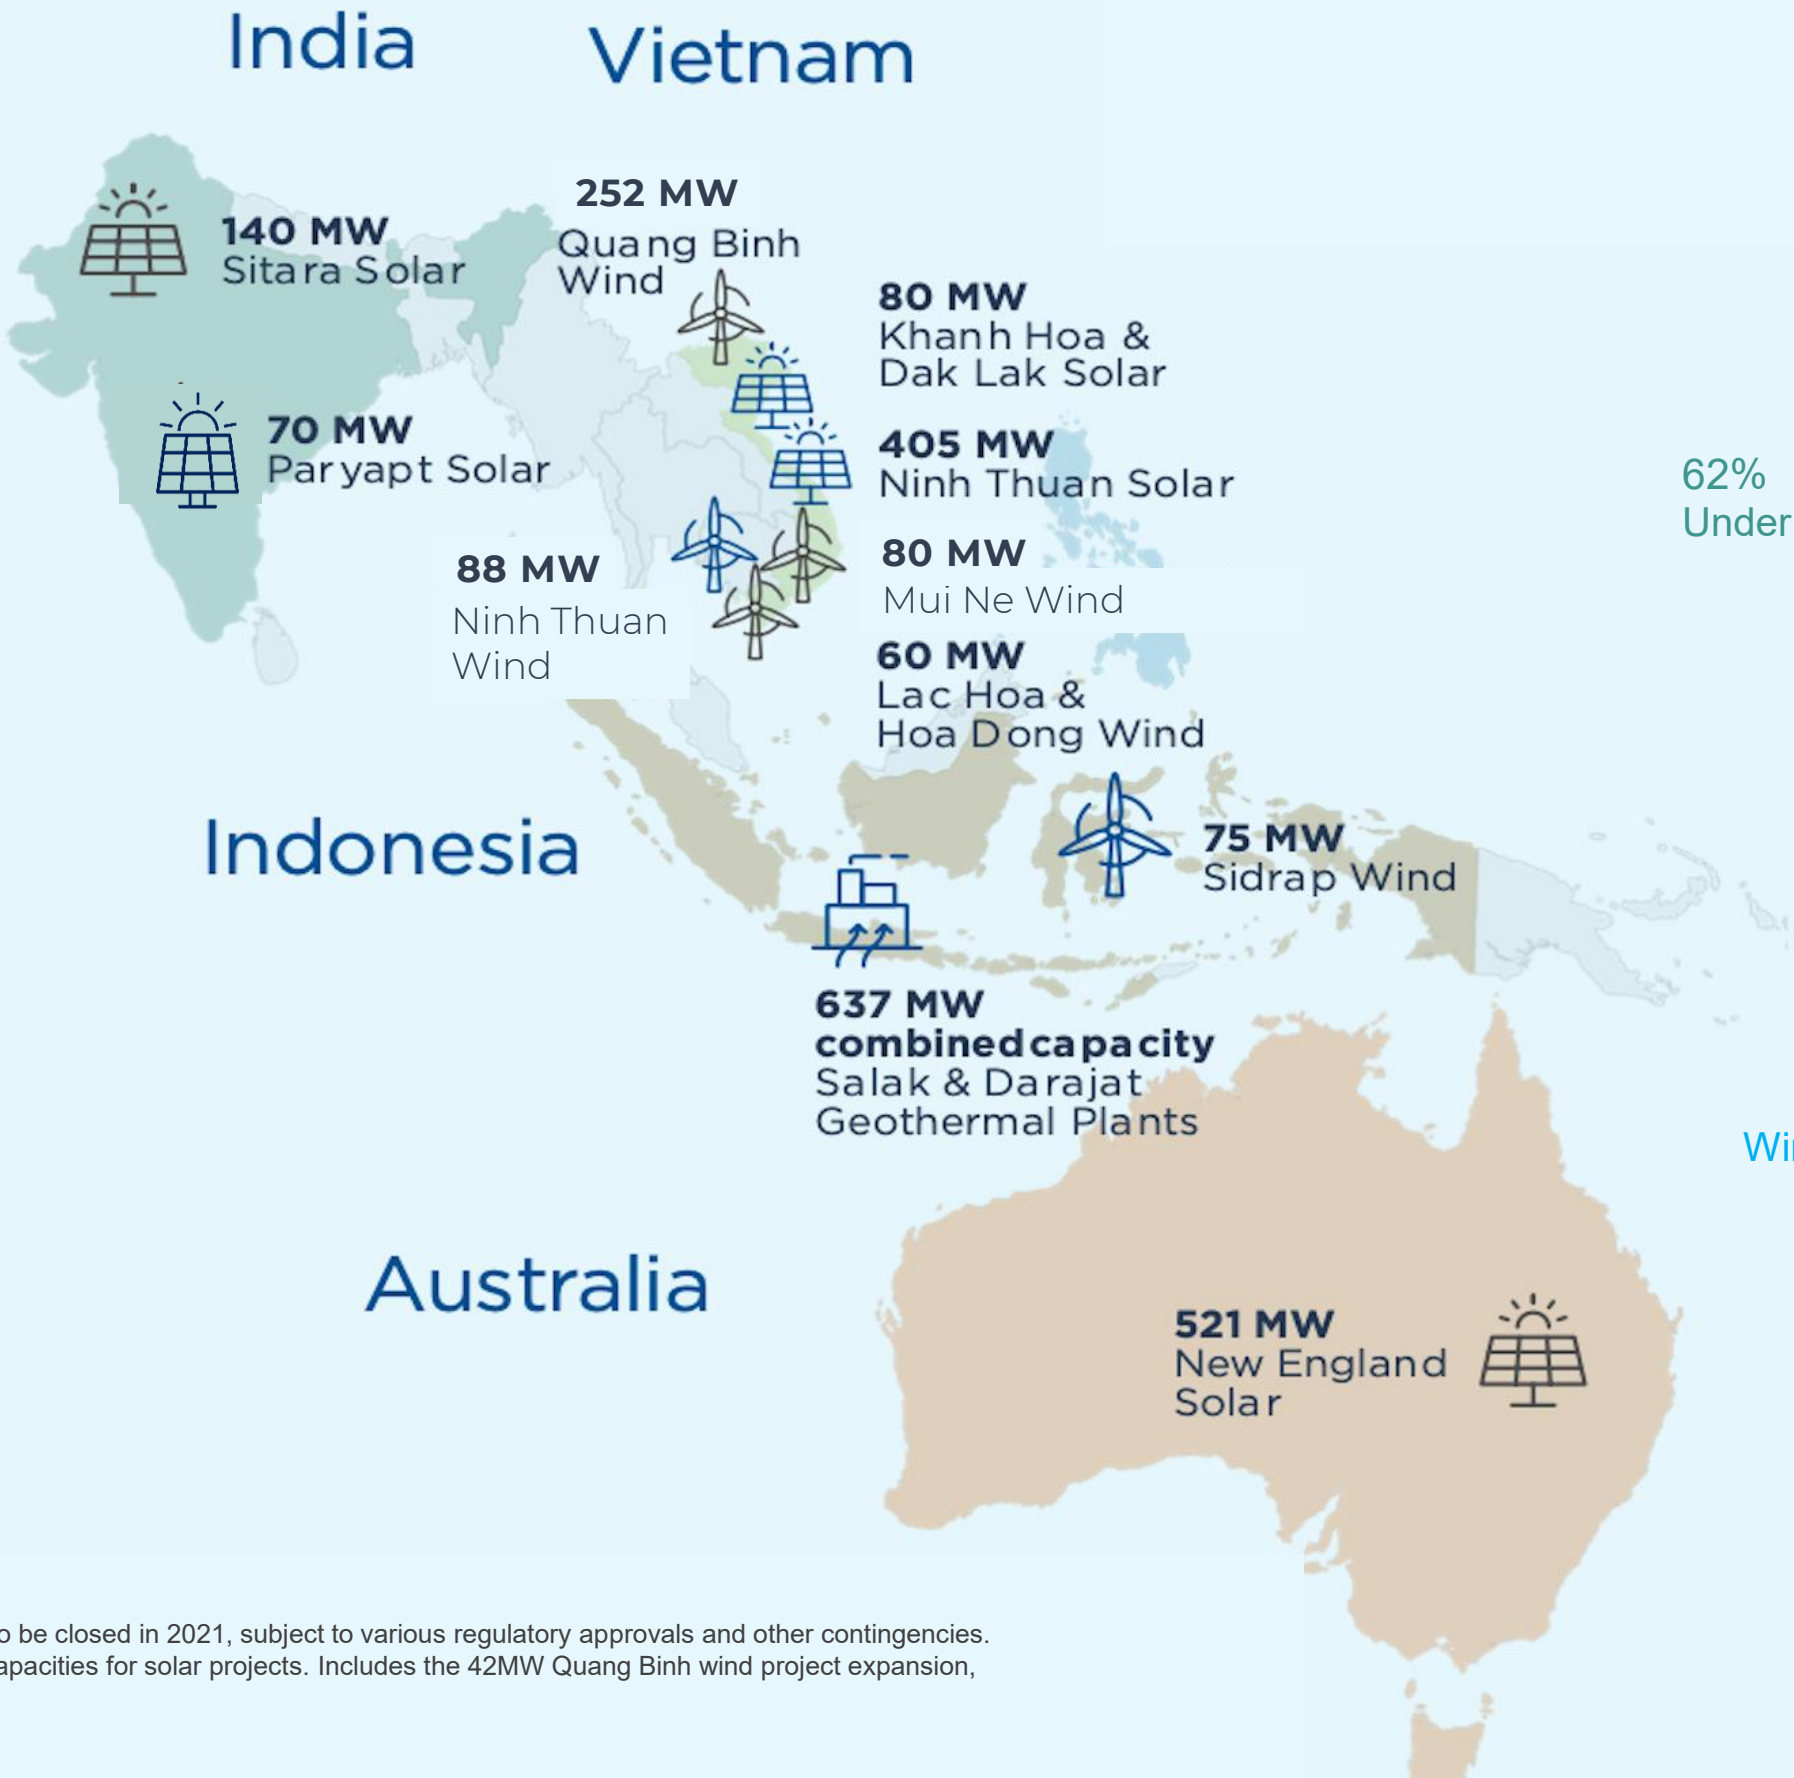 India
Vietnam
252 MW
Quang Binh
Wind
140 MW
Sitara Solar
80 MW
Khanh Hoa &
Dak Lak Solar
70 MW
Paryapt Solar
405 MW
Ninh Thuan Solar
62%
Under
88 MW
Ninh Thuan
Wind
80 MW
Mui Ne Wind
60 MW
Lac Hoa &
Hoa Dong Wind
Indonesia
75 MW
Sidrap Wind
637 MW
combined capacity
Salak & Darajat
Geothermal Plants
Australia
521 MW
New England
Solar
be closed in 2021, subject to various regulatory approvals and other contingencies.
for solar projects. Includes the 42MW Quang Binh wind project expansion,